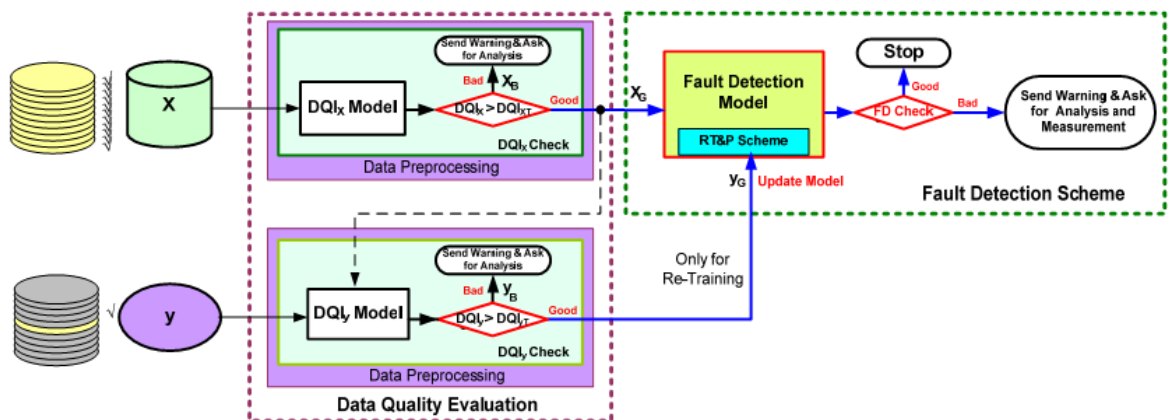 Send Warning & Ask
for Analysis
Bad
X_B
X
DQI_X Model
DQI_X > DQI_XT
Good
DQI_X Check
Data Preprocessing
X_G
Fault Detection
Model
RT&P Scheme
Stop
Good
FD Check
Bad
Send Warning & Ask
for Analysis and
Measurement
y_G
Update Model
Fault Detection Scheme
Send Warning & Ask
for Analysis
Bad
y_B
y
DQI_y Model
DQI_y > DQI_yT
Good
DQI_y Check
Data Preprocessing
Only for
Re-Training
Data Quality Evaluation